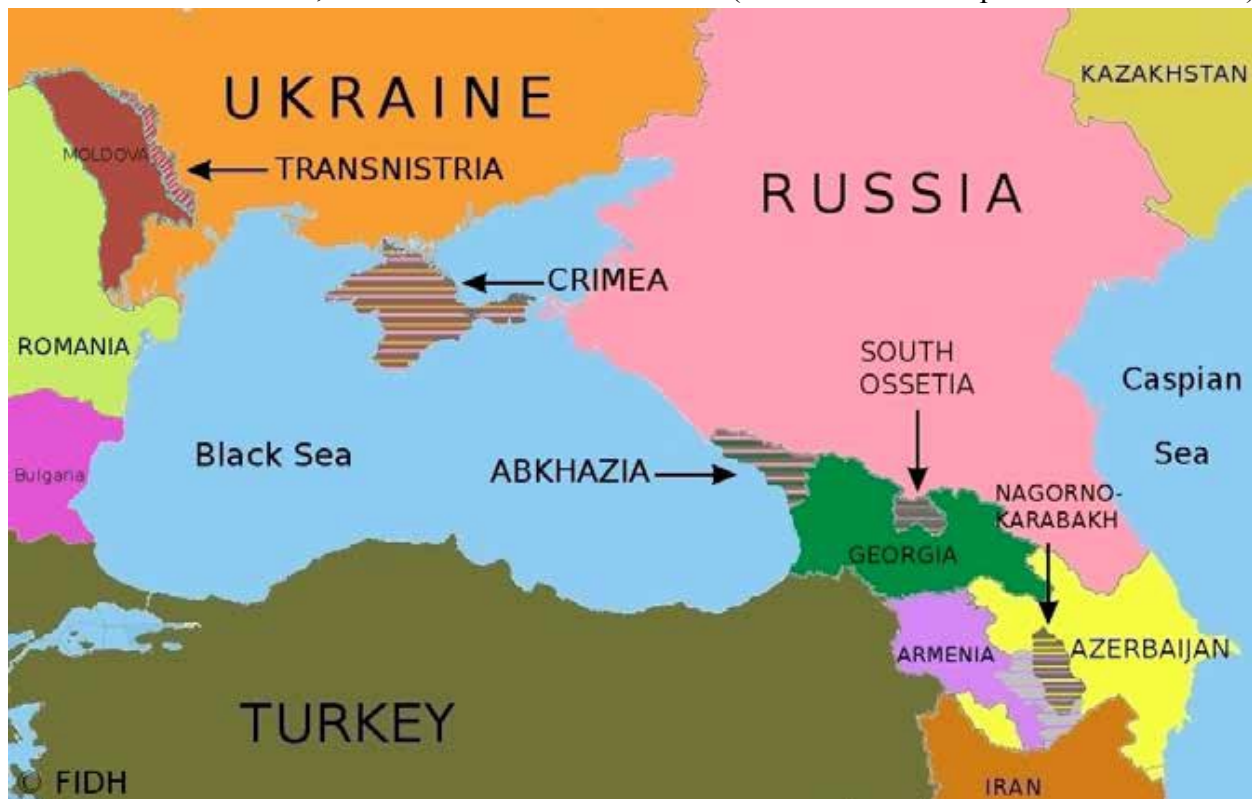 UKRAINE
KAZAKHSTAN
MOLDOVA
TRANSNISTRIA
RUSSIA
CRIMEA
ROMANIA
SOUTH
OSSETIA
Caspian
Sea
Black Sea
ABKHAZIA
Bulgaria
NAGORNO-
KARABAKH
GEORGIA
ARMENIA
AZERBAIJAN
TURKEY
© FIDH
IRAN